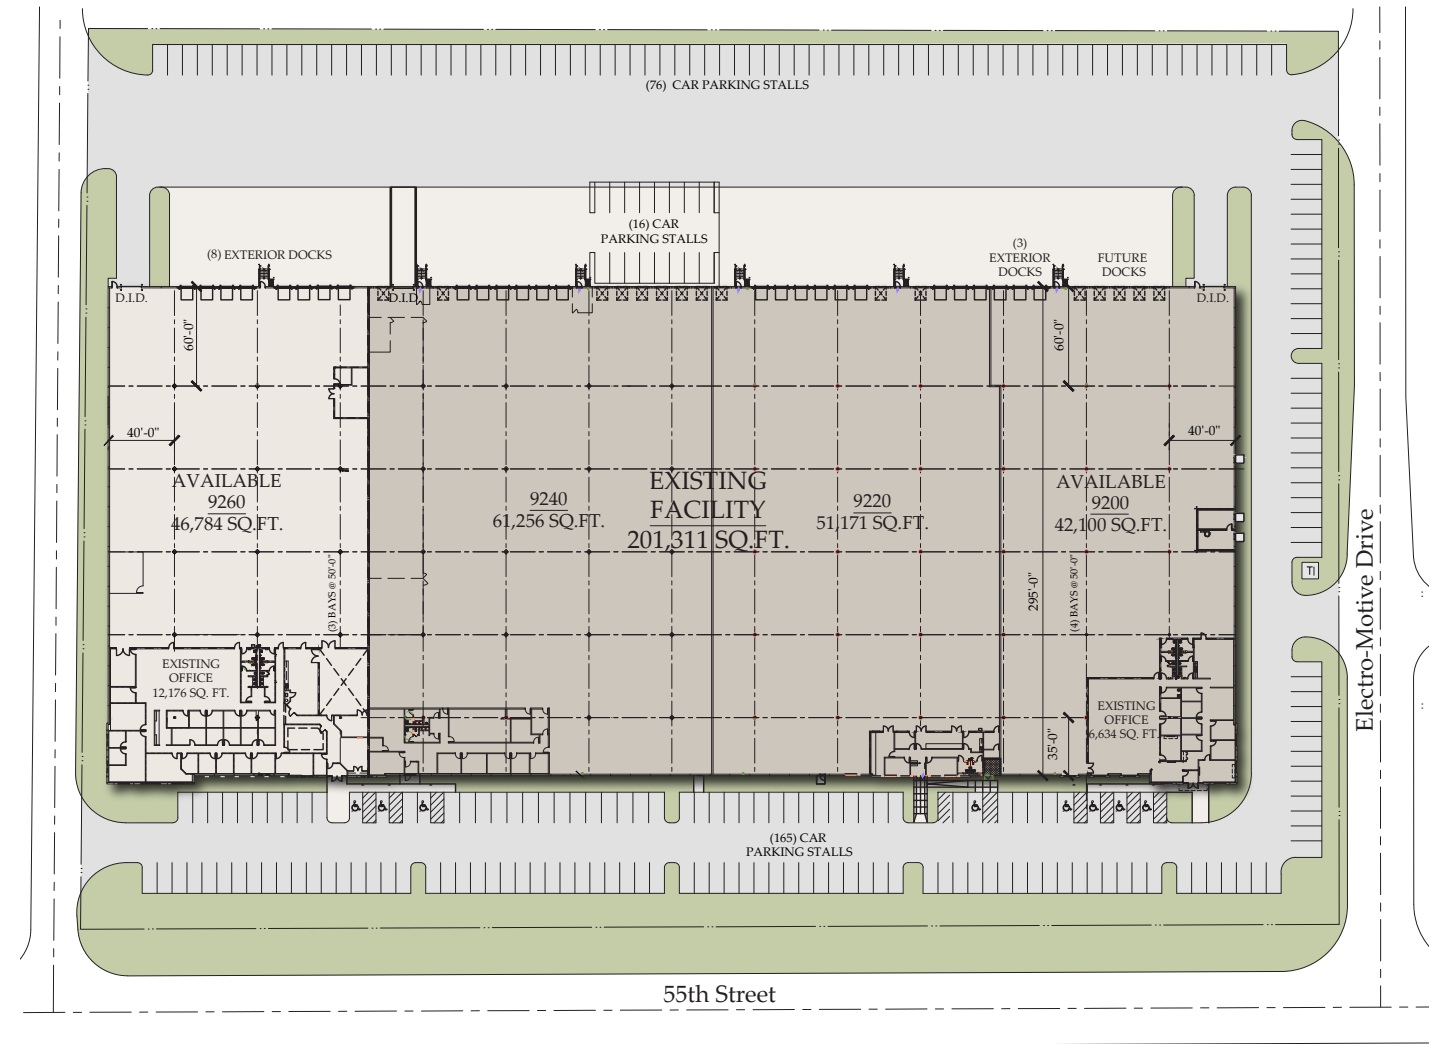 (76) CAR PARKING STALLS
(16) CAR
PARKING STALLS
(8) EXTERIOR DOCKS
(3)
EXTERIOR
DOCKS
FUTURE
DOCKS
D.I.D.
D.I.D.
D.I.D.
60'-0"
60'-0"
40'-0"
40'-0"
AVAILABLE
9260
46,784 SQ.FT.
9240
61,256 SQ.FT.
EXISTING
FACILITY
201,311 SQ.FT.
9220
51,171 SQ.FT.
AVAILABLE
9200
42,100 SQ.FT.
(3) BAYS @ 50'-0"
295'-0"
(4) BAYS @ 50'-0"
EXISTING
OFFICE
12,176 SQ. FT.
X
EXISTING
OFFICE
6,634 SQ. FT.
35'-0"
(165) CAR
PARKING STALLS
Electro-Motive Drive
55th Street